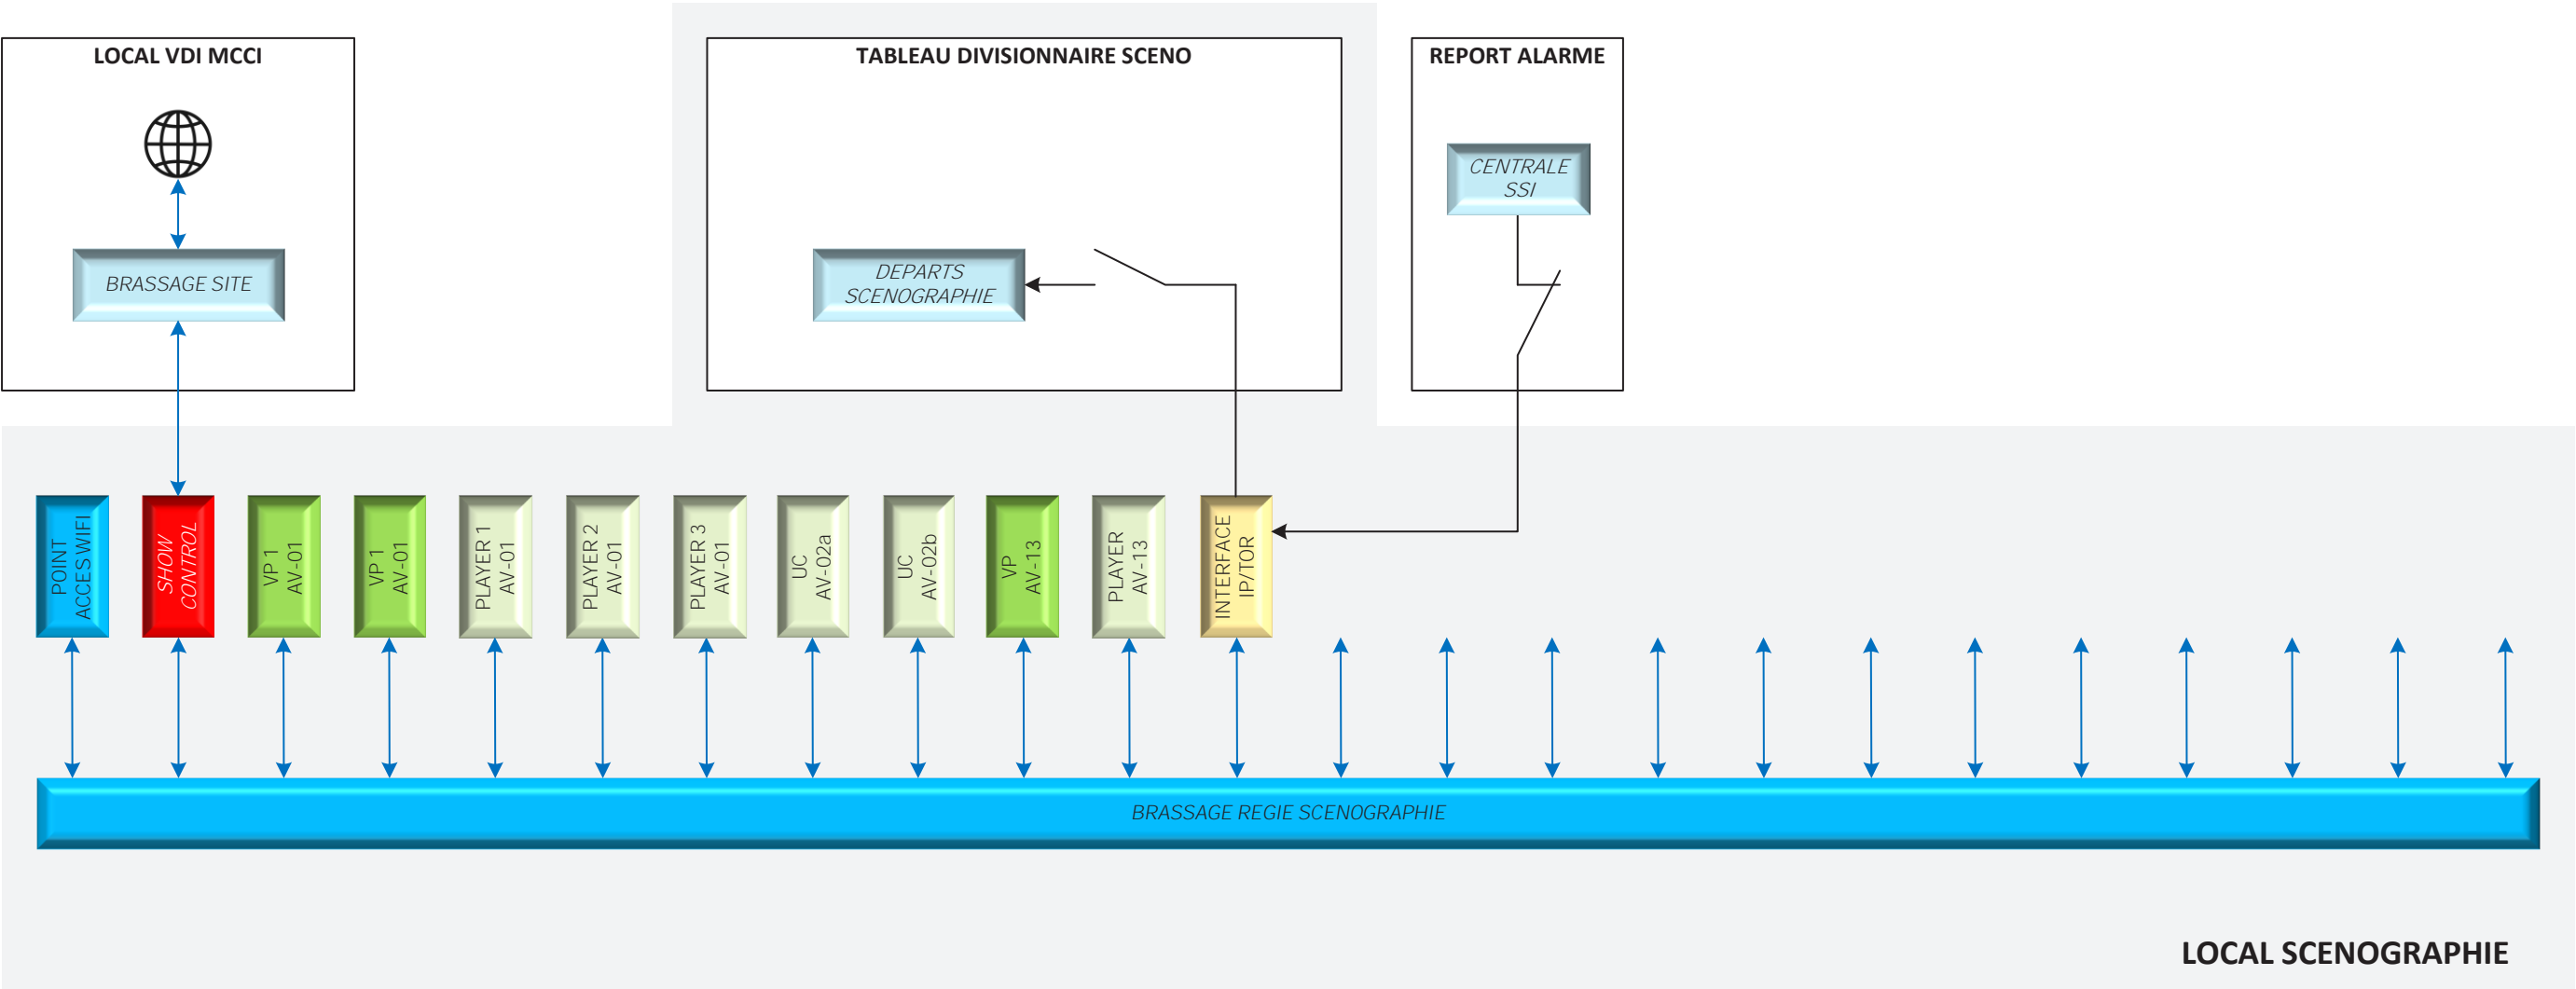 LOCAL VDI MCCI
TABLEAU DIVISIONNAIRE SCENO
REPORT ALARME
CENTRALE
SSI
BRASSAGE SITE
DEPARTS
SCENOGRAPHIE
POINT
ACCES WIFI
SHOW
CONTROL
VP 1
AV-01
VP 1
AV-01
PLAYER 1
AV-01
PLAYER 2
AV-01
PLAYER 3
AV-01
UC
AV-02a
UC
AV-02b
VP
AV-13
PLAYER
AV-13
INTERFACE
IP/TOR
BRASSAGE REGIE SCENOGRAPHIE
LOCAL SCENOGRAPHIE